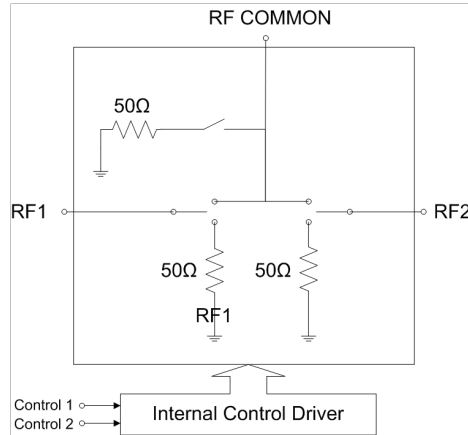 RF COMMON
50Ω
RF1
RF2
50Ω
50Ω
RF1
Control 1
Control 2
Internal Control Driver